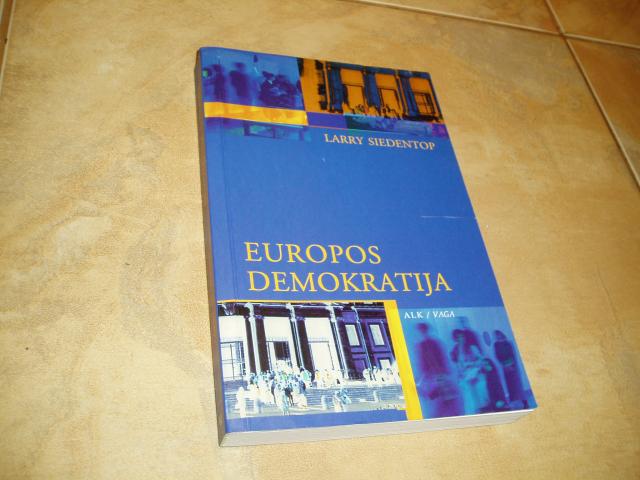 LARRY SIEDENTOP
EUROPOS
DEMOKRATIJA
ALK / VAGA